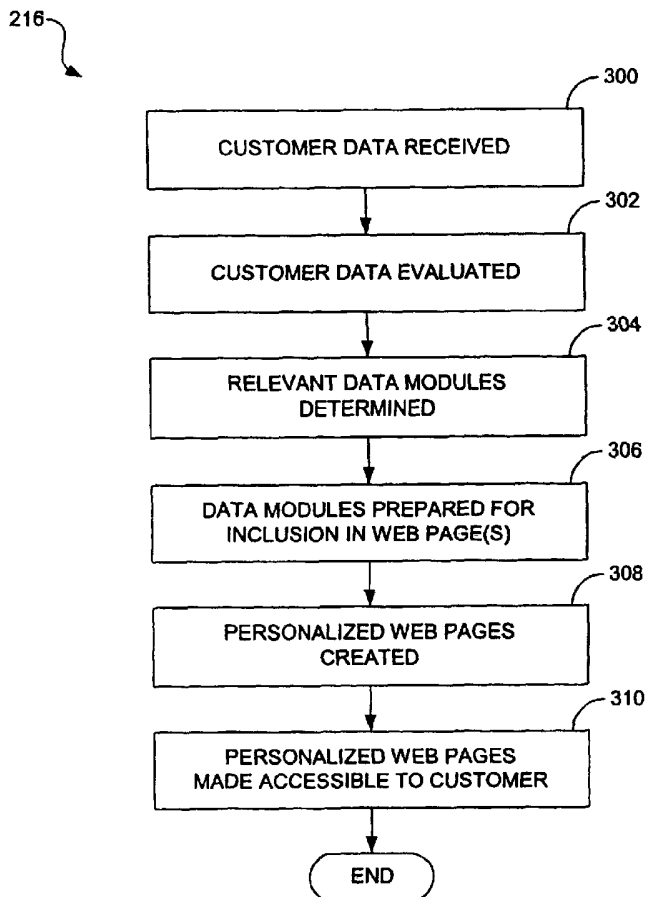 216
300
CUSTOMER DATA RECEIVED
302
CUSTOMER DATA EVALUATED
304
RELEVANT DATA MODULES
DETERMINED
306
DATA MODULES PREPARED FOR
INCLUSION IN WEB PAGE(S)
308
PERSONALIZED WEB PAGES
CREATED
310
PERSONALIZED WEB PAGES
MADE ACCESSIBLE TO CUSTOMER
END